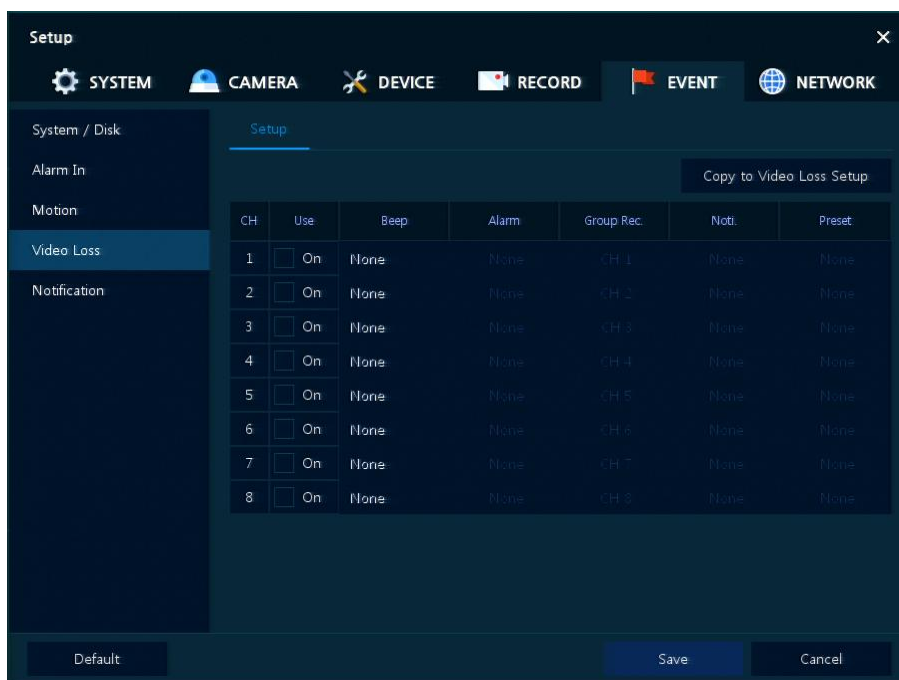 Setup
SYSTEM CAMERA DEVICE RECORD EVENT NETWORK
System / Disk
Alarm In
Motion
Video Loss
Notification
Setup
Copy to Video Loss Setup
CH Use Beep Alarm Group Rec. Noti. Preset
1 On None None CH 1 None None
2 On None None CH 2 None None
3 On None None CH 3 None None
4 On None None CH 4 None None
5 On None None CH 5 None None
6 On None None CH 6 None None
7 On None None CH 7 None None
8 On None None CH 8 None None
Default Save Cancel